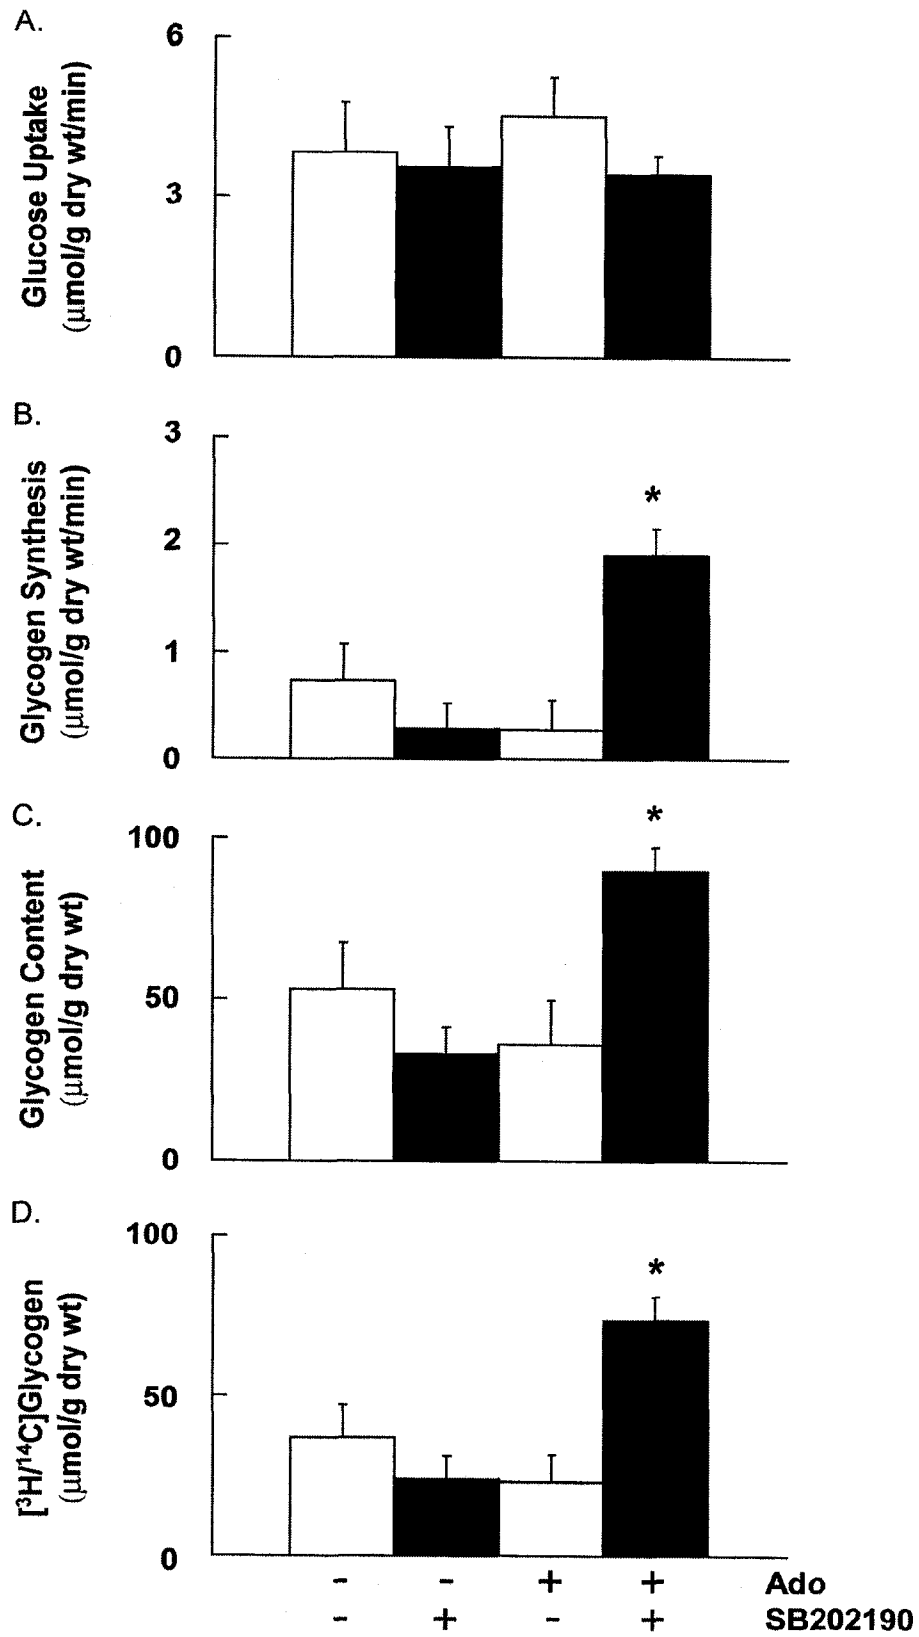 A.
Glucose Uptake
(μmol/g dry wt/min)
6
3
0
B.
Glycogen Synthesis
(μmol/g dry wt/min)
3
2
*
1
0
C.
Glycogen Content
(μmol/g dry wt)
*
100
50
0
D.
[³H/¹⁴C]Glycogen
(μmol/g dry wt)
100
*
50
0
- - + + Ado
- + - + SB202190